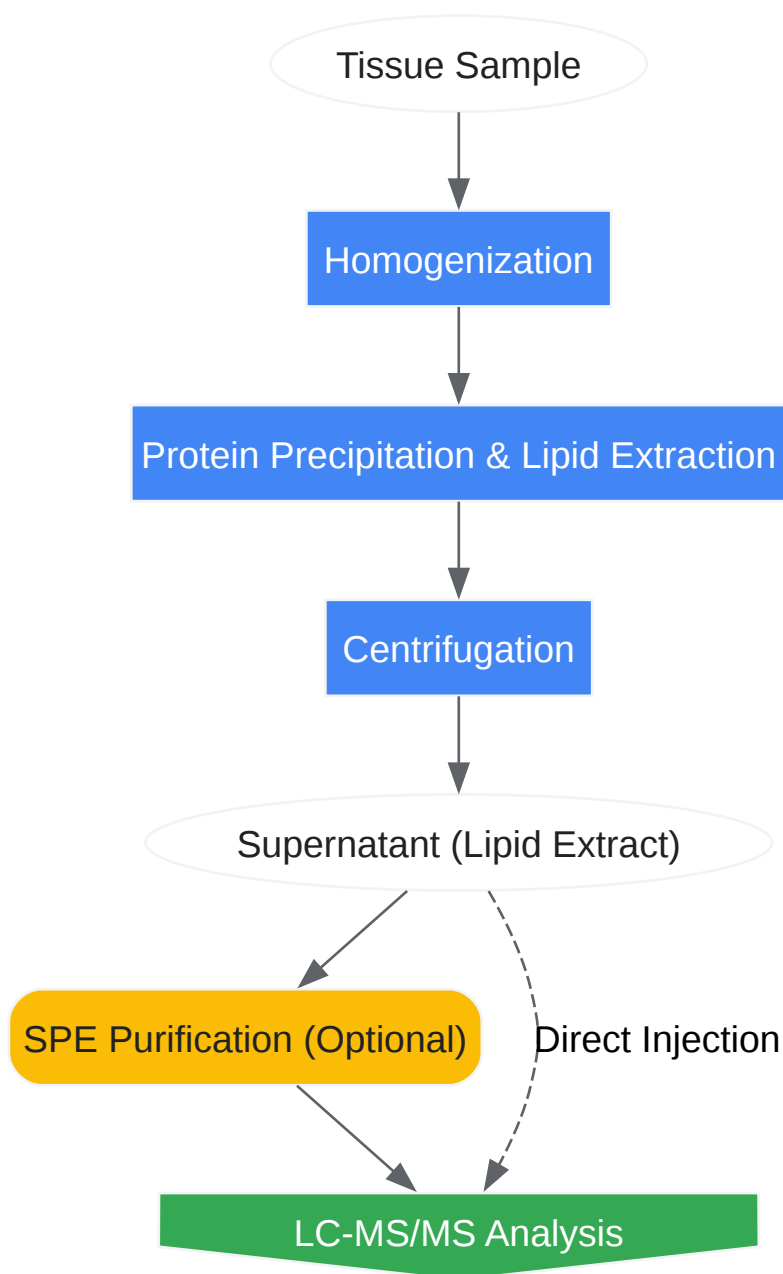 Tissue Sample
Homogenization
Protein Precipitation & Lipid Extraction
Centrifugation
Supernatant (Lipid Extract)
SPE Purification (Optional)
Direct Injection
LC-MS/MS Analysis